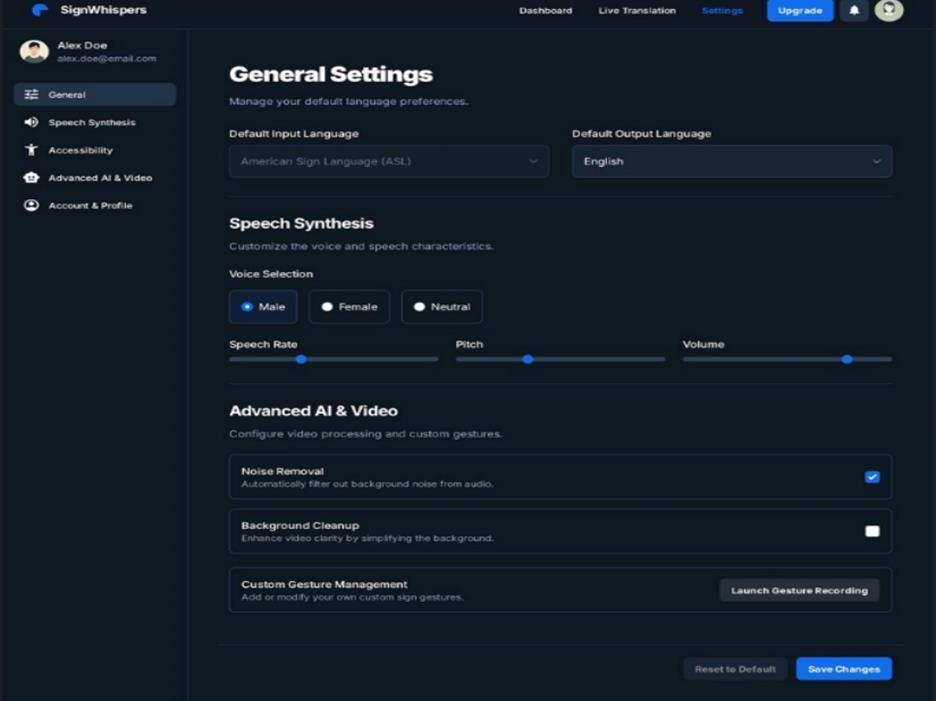 SignWhispers
Dashboard
Live Translation
Settings
Upgrade
Alex Doe
alex.doe@email.com
General
Speech Synthesis
Accessibility
Advanced AI & Video
Account & Profile
General Settings
Manage your default language preferences.
Default Input Language
Default Output Language
American Sign Language (ASL)
English
Speech Synthesis
Customize the voice and speech characteristics.
Voice Selection
Male
Female
Neutral
Speech Rate
Pitch
Volume
Advanced AI & Video
Configure video processing and custom gestures.
Noise Removal
Automatically filter out background noise from audio.
Background Cleanup
Enhance video clarity by simplifying the background.
Custom Gesture Management
Add or modify your own custom sign gestures.
Launch Gesture Recording
Reset to Default
Save Changes